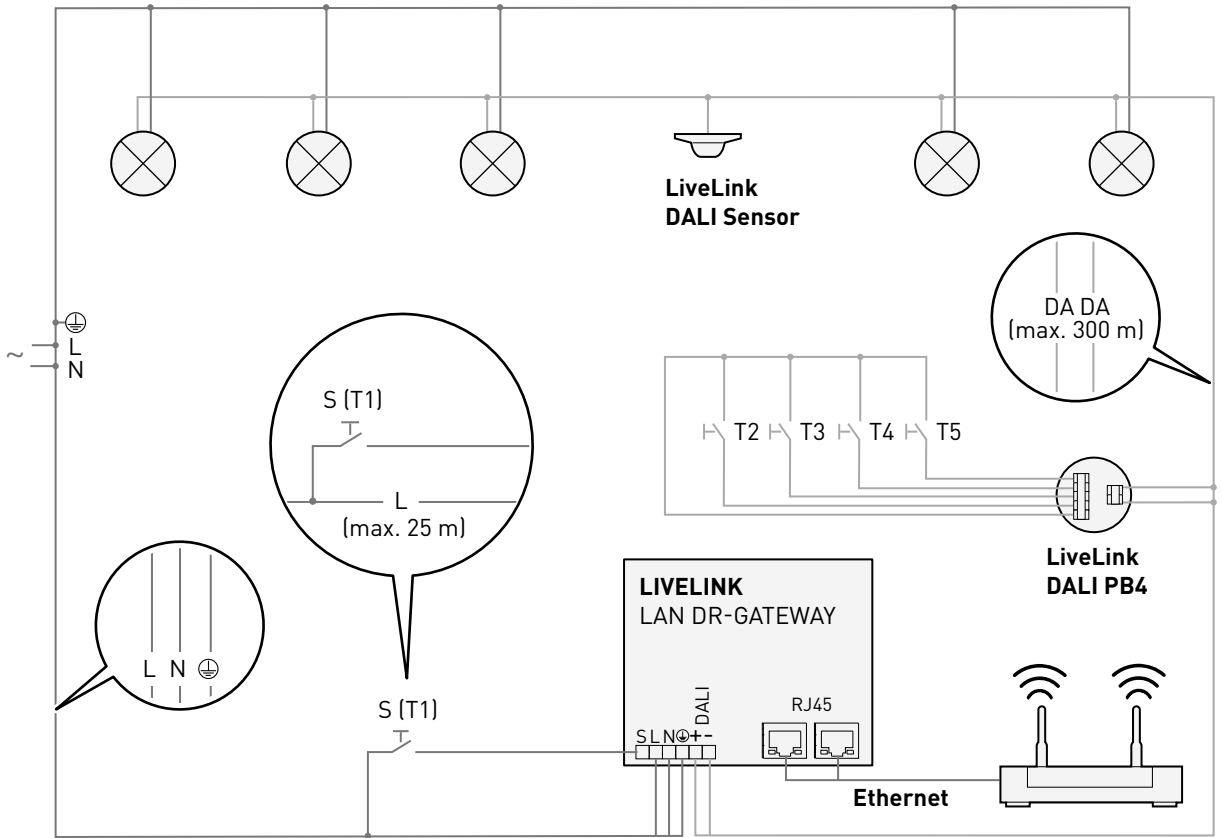 LiveLink
DALI Sensor
DA DA
(max. 300 m)
~
L
N
S (T1)
L
(max. 25 m)
T2
T3
T4
T5
LiveLink
DALI PB4
LIVELINK
LAN DR-GATEWAY
L N
S (T1)
DALI
RJ45
S L N + -
Ethernet